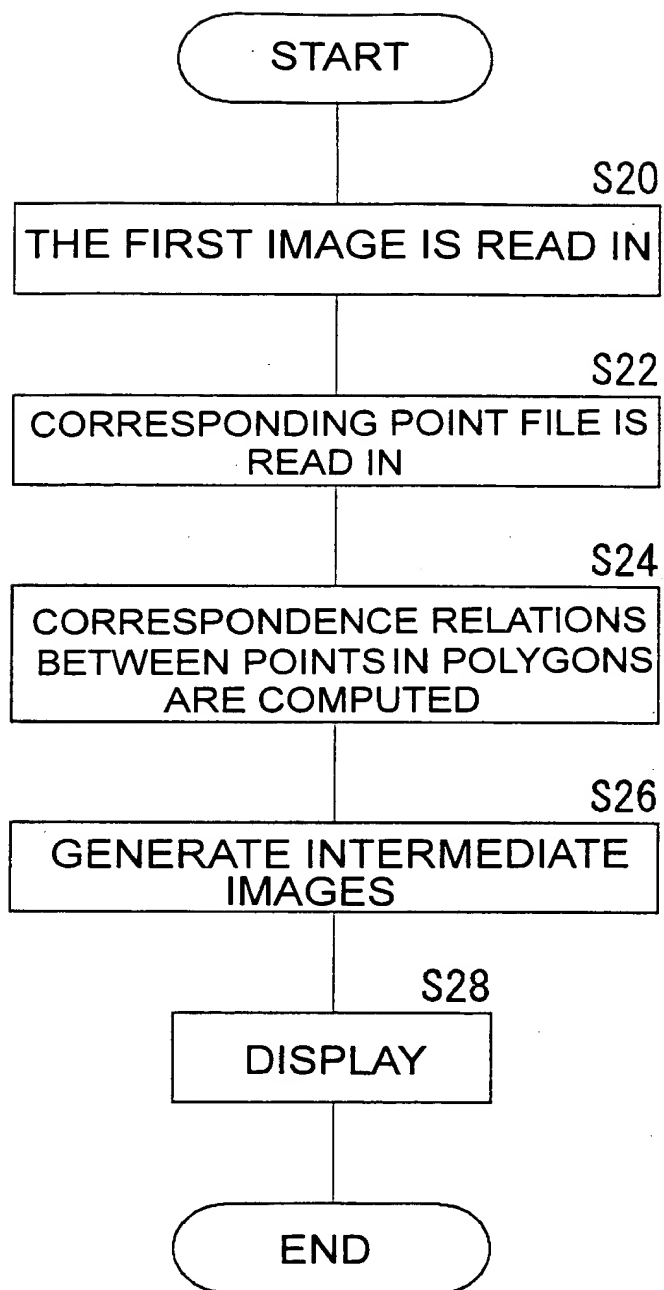 START
S20
THE FIRST IMAGE IS READ IN
S22
CORRESPONDING POINT FILE IS
READ IN
S24
CORRESPONDENCE RELATIONS
BETWEEN POINTS IN POLYGONS
ARE COMPUTED
S26
GENERATE INTERMEDIATE
IMAGES
S28
DISPLAY
END